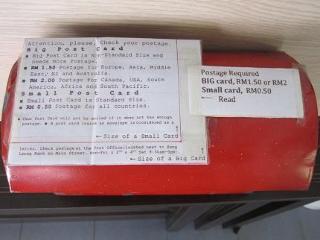 Attention, please, Check your postage.
Big Post Card
Big Post Card is non-Standard Size and
needs More Postage.
RM 1.50 Postage for Europe, Asia, Middle
East, NZ and Australia.
RM 2.00 Postage for Canada, USA, South
America, Africa and South Pacific.
Small Post Card
Small Post Card is Standard Size.
RM 0.50 Postage for all countries.
← Size of a Small Card
← Size of a Big Card
Postage Required
BIG card, RM1.50 or RM2
Small card, RM0.50
← Read